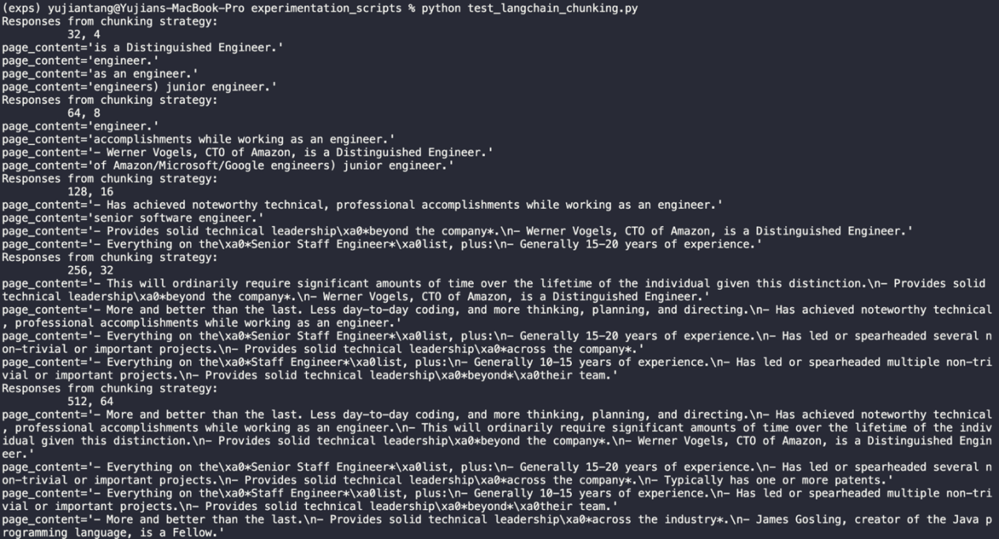 (exps) yujiantang@Yujians-MacBook-Pro experimentation_scripts % python test_langchain_chunking.py
Responses from chunking strategy:
        32, 4
page_content='is a Distinguished Engineer.'
page_content='engineer.'
page_content='as an engineer.'
page_content='engineers) junior engineer.'
Responses from chunking strategy:
        64, 8
page_content='engineer.'
page_content='accomplishments while working as an engineer.'
page_content='- Werner Vogels, CTO of Amazon, is a Distinguished Engineer.'
page_content='of Amazon/Microsoft/Google engineers) junior engineer.'
Responses from chunking strategy:
        128, 16
page_content='- Has achieved noteworthy technical, professional accomplishments while working as an engineer.'
page_content='senior software engineer.'
page_content='- Provides solid technical leadership\xa0*beyond the company*.\n- Werner Vogels, CTO of Amazon, is a Distinguished Engineer.'
page_content='- Everything on the\xa0*Senior Staff Engineer*\xa0list, plus:\n- Generally 15-20 years of experience.'
Responses from chunking strategy:
        256, 32
page_content='- This will ordinarily require significant amounts of time over the lifetime of the individual given this distinction.\n- Provides solid
technical leadership\xa0*beyond the company*.\n- Werner Vogels, CTO of Amazon, is a Distinguished Engineer.'
page_content='- More and better than the last. Less day-to-day coding, and more thinking, planning, and directing.\n- Has achieved noteworthy technical
, professional accomplishments while working as an engineer.'
page_content='- Everything on the\xa0*Senior Staff Engineer*\xa0list, plus:\n- Generally 15-20 years of experience.\n- Has led or spearheaded several n
on-trivial or important projects.\n- Provides solid technical leadership\xa0*across the company*.'
page_content='- Everything on the\xa0*Staff Engineer*\xa0list, plus:\n- Generally 10-15 years of experience.\n- Has led or spearheaded multiple non-tri
vial or important projects.\n- Provides solid technical leadership\xa0*beyond*\xa0their team.'
Responses from chunking strategy:
        512, 64
page_content='- More and better than the last. Less day-to-day coding, and more thinking, planning, and directing.\n- Has achieved noteworthy technical
, professional accomplishments while working as an engineer.\n- This will ordinarily require significant amounts of time over the lifetime of the indiv
idual given this distinction.\n- Provides solid technical leadership\xa0*beyond the company*.\n- Werner Vogels, CTO of Amazon, is a Distinguished Engin
eer.'
page_content='- Everything on the\xa0*Senior Staff Engineer*\xa0list, plus:\n- Generally 15-20 years of experience.\n- Has led or spearheaded several n
on-trivial or important projects.\n- Provides solid technical leadership\xa0*across the company*.\n- Typically has one or more patents.'
page_content='- Everything on the\xa0*Staff Engineer*\xa0list, plus:\n- Generally 10-15 years of experience.\n- Has led or spearheaded multiple non-tri
vial or important projects.\n- Provides solid technical leadership\xa0*beyond*\xa0their team.'
page_content='- More and better than the last.\n- Provides solid technical leadership\xa0*across the industry*.\n- James Gosling, creator of the Java p
rogramming language, is a Fellow.'